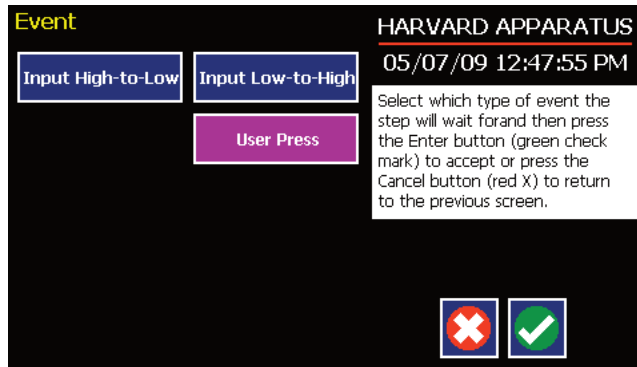 Event
Input High-to-Low
Input Low-to-High
User Press
HARVARD APPARATUS
05/07/09 12:47:55 PM
Select which type of event the
step will wait forand then press
the Enter button (green check
mark) to accept or press the
Cancel button (red X) to return
to the previous screen.